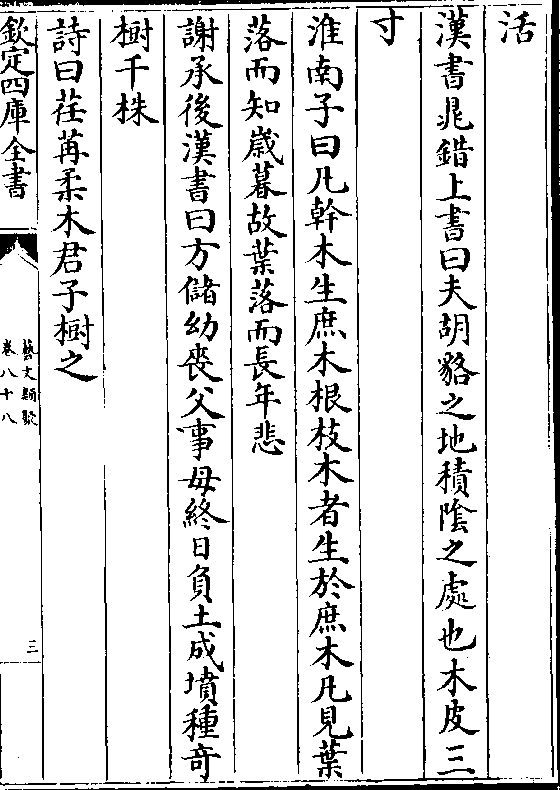 活
漢書晁錯上書曰夫胡貉之地積隂之處也木皮三
寸
淮南子曰凡幹木生庶木根枝木者生於庶木凡見葉
落而知嵗暮故葉落而長年悲
謝承後漢書曰方儲幼喪父事母終日負土成墳種竒
樹千株
詩曰荏苒柔木君子樹之
欽定四庫全書
藝文類聚
卷八十八
三